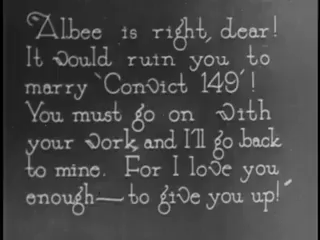 "Albee is right, dear!
It would ruin you to
marry 'Convict 149'!
You must go on with
your work, and I'll go back
to mine. For I love you
enough — to give you up!"